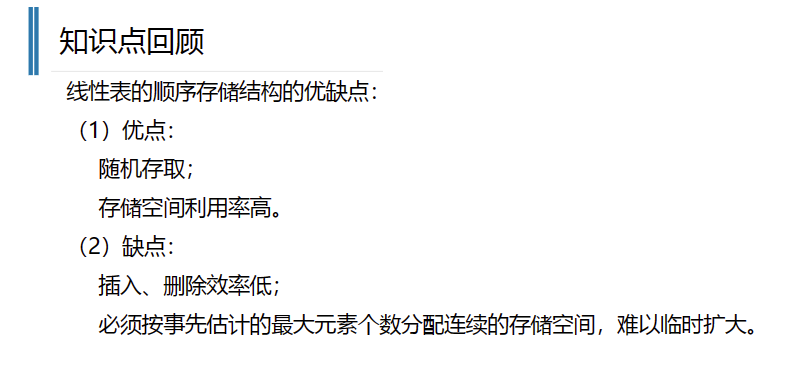 知识点回顾
线性表的顺序存储结构的优缺点：
（1）优点：
随机存取；
存储空间利用率高。
（2）缺点：
插入、删除效率低；
必须按事先估计的最大元素个数分配连续的存储空间，难以临时扩大。